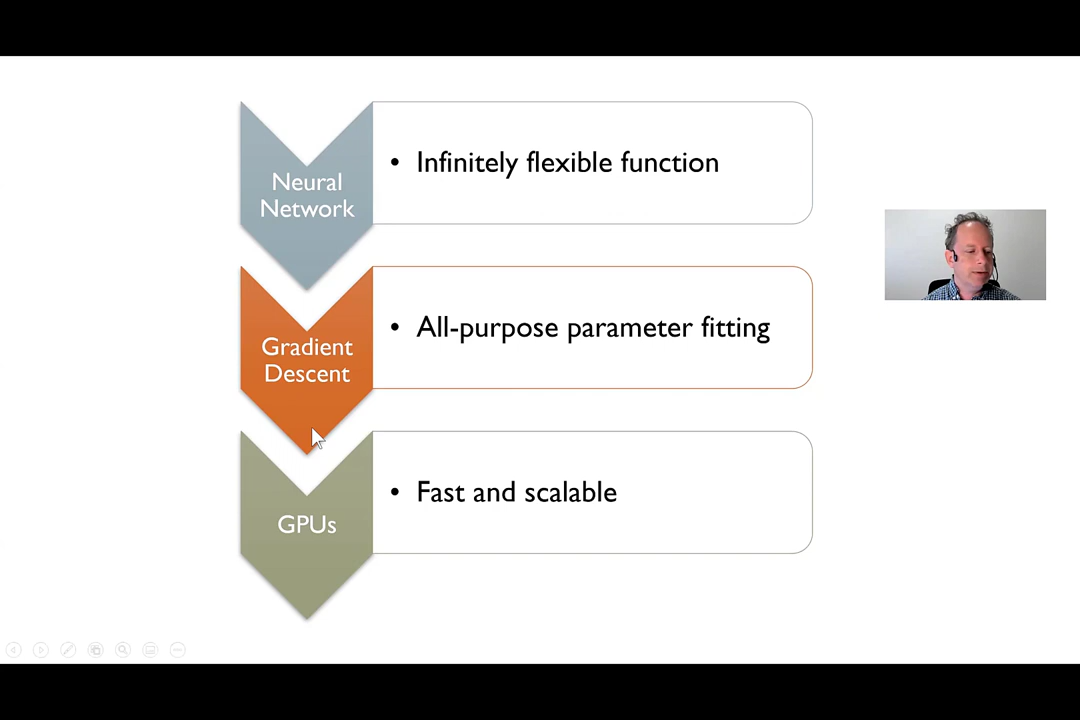 Neural
Network
• Infinitely flexible function
Gradient
Descent
• All-purpose parameter fitting
GPUs
• Fast and scalable